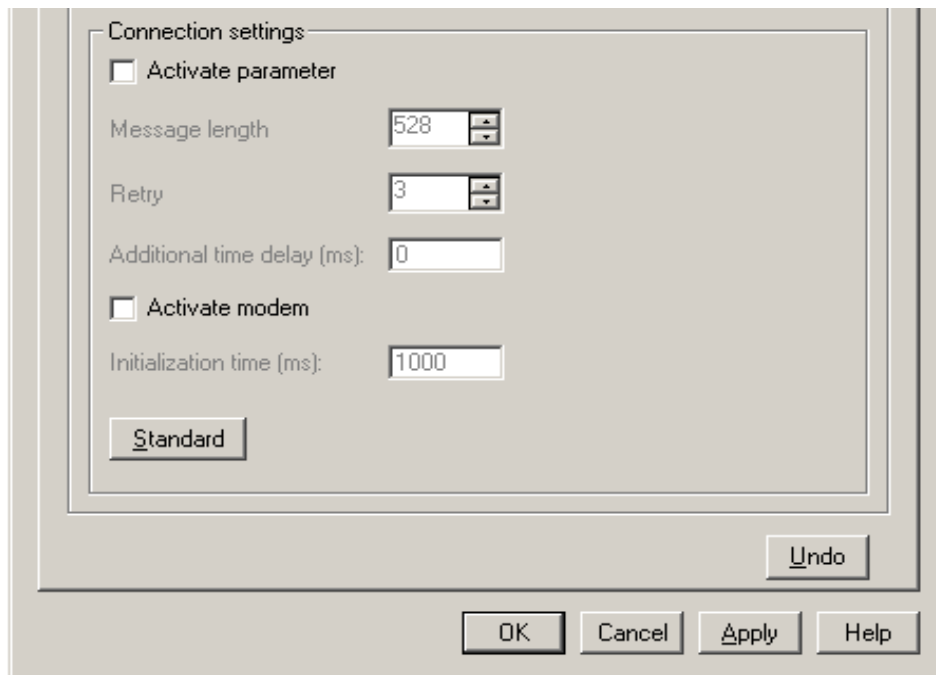 Connection settings
Activate parameter
Message length 528
Retry 3
Additional time delay (ms): 0
Activate modem
Initialization time (ms): 1000
Standard
Undo
OK Cancel Apply Help